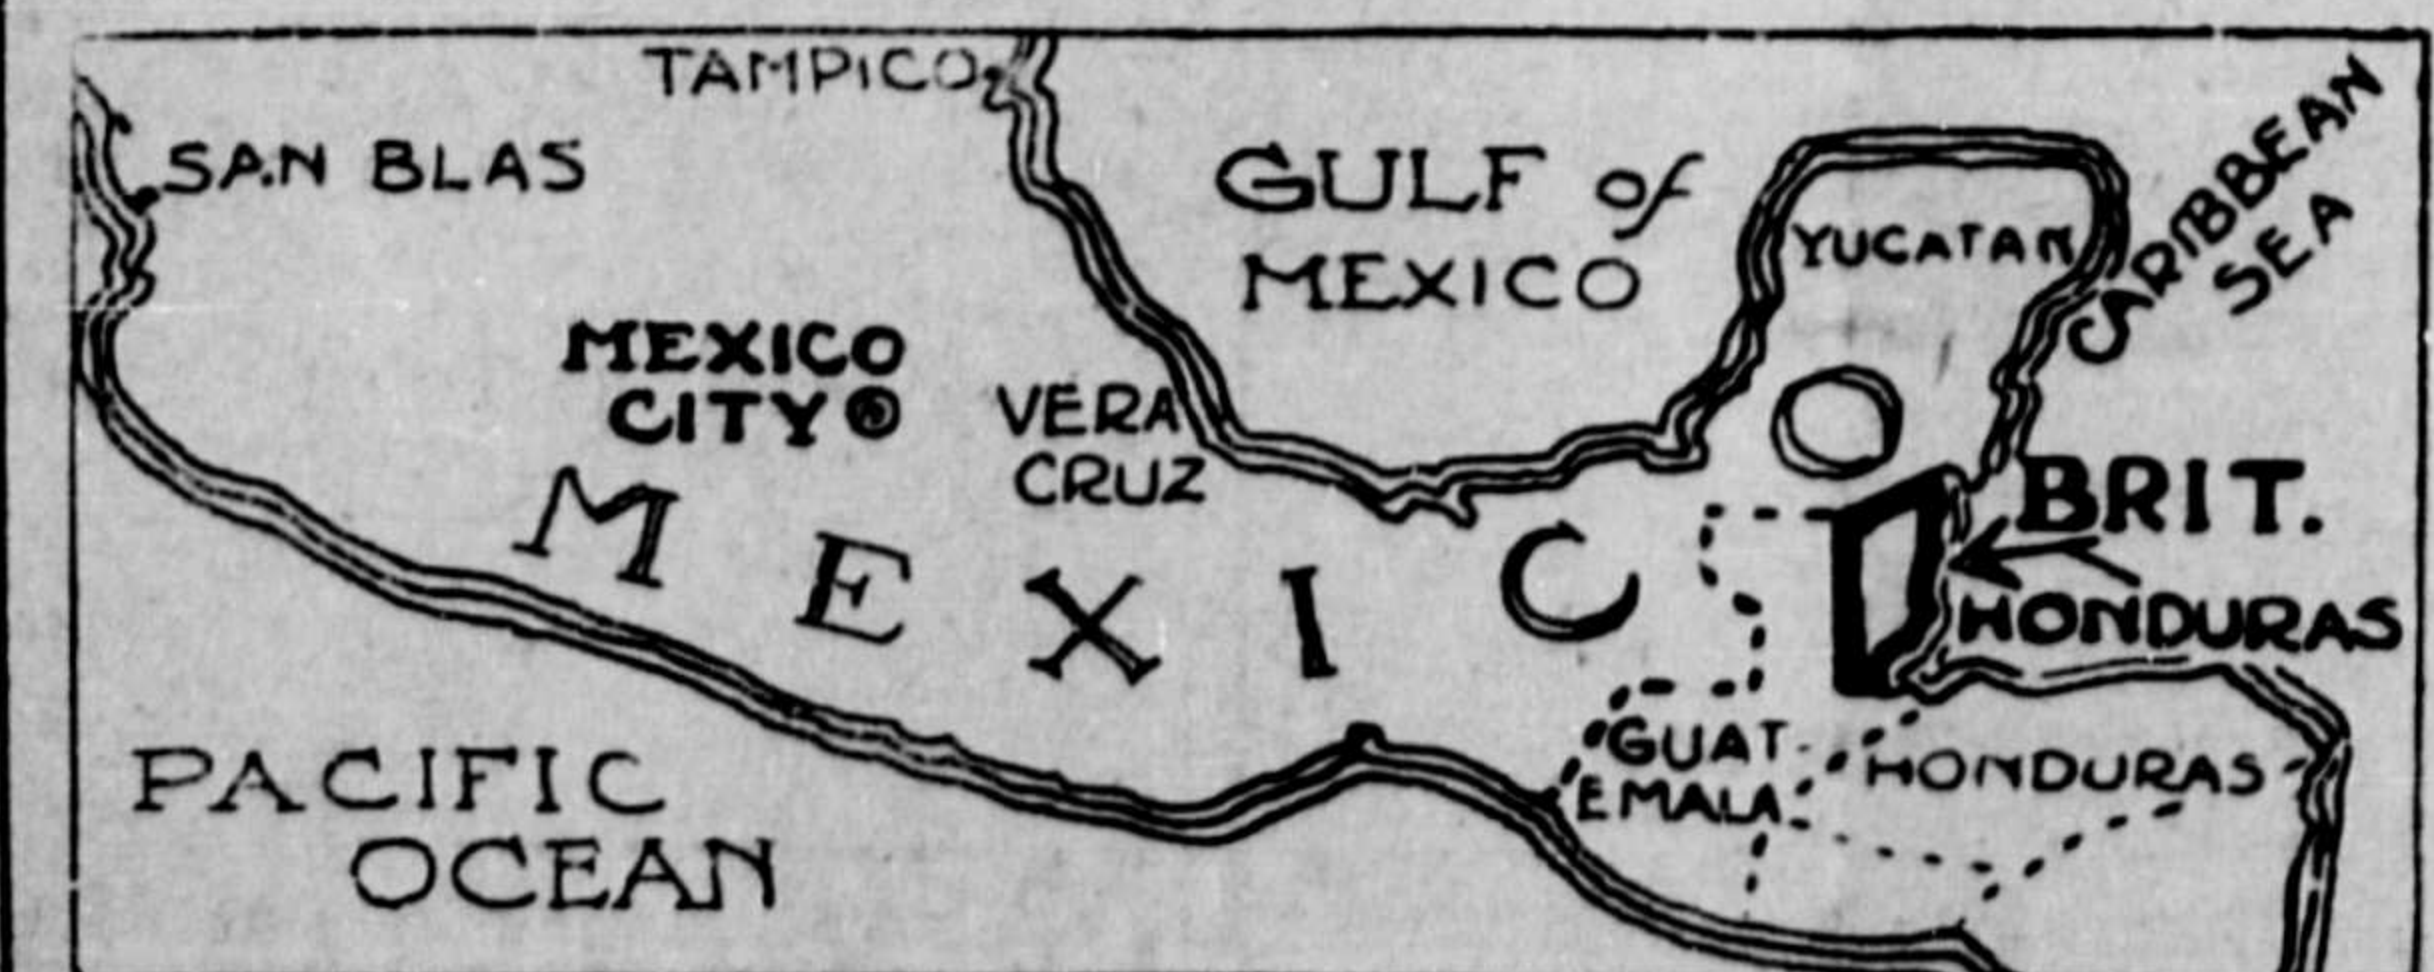 TAMPICO
SAN BLAS
GULF of
MEXICO
CARIBBEAN
SEA
YUCATAN
MEXICO
CITY
VERA
CRUZ
MEXICO
BRIT.
HONDURAS
GUAT-
EMALA
HONDURAS
PACIFIC
OCEAN